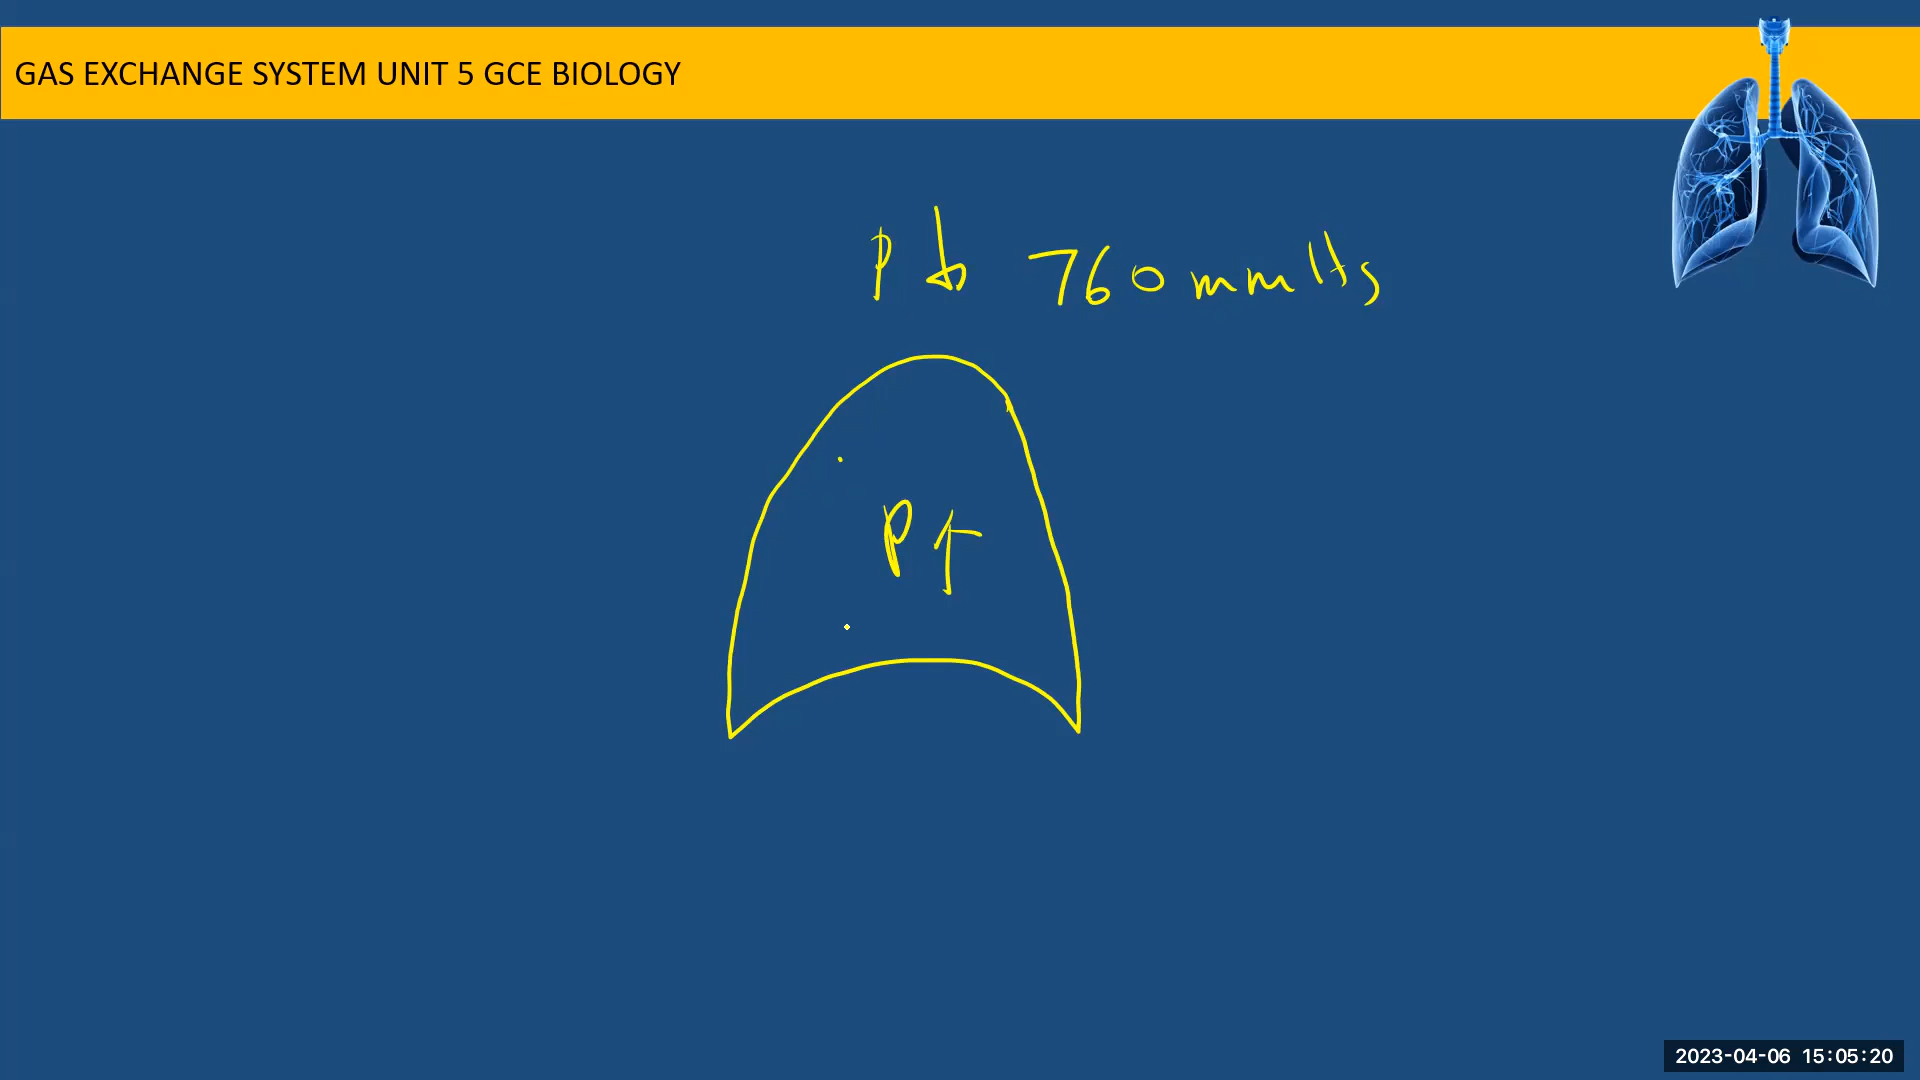 GAS EXCHANGE SYSTEM UNIT 5 GCE BIOLOGY
P ↓ 760 mmHg
P↑
2023-04-06 15:05:20